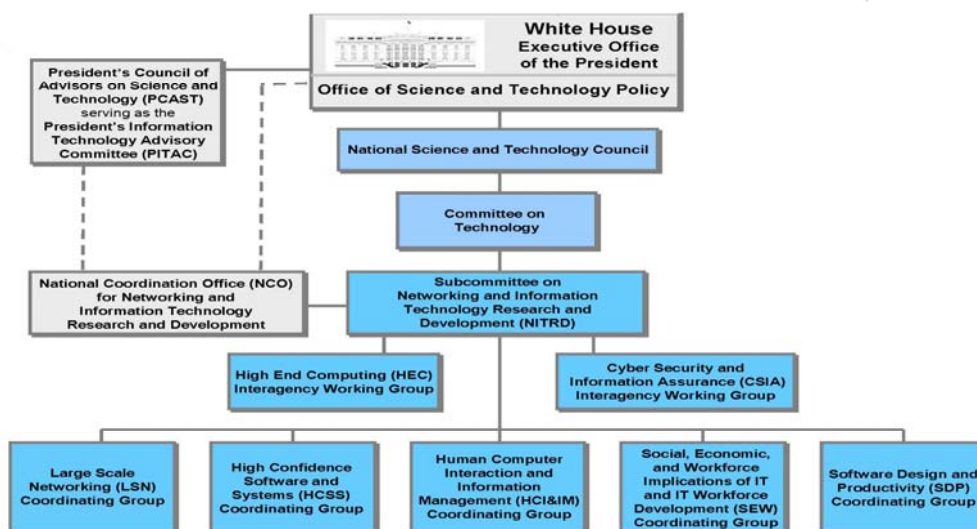 White House
Executive Office
of the President
Office of Science and Technology Policy
President's Council of
Advisors on Science and
Technology (PCAST)
serving as the
President's Information
Technology Advisory
Committee (PITAC)
National Science and Technology Council
Committee on
Technology
National Coordination Office (NCO)
for Networking and
Information Technology
Research and Development
Subcommittee on
Networking and Information
Technology Research and
Development (NITRD)
High End Computing (HEC)
Interagency Working Group
Cyber Security and
Information Assurance (CSIA)
Interagency Working Group
Large Scale
Networking (LSN)
Coordinating Group
High Confidence
Software and
Systems (HCSS)
Coordinating Group
Human Computer
Interaction and
Information
Management (HCI&IM)
Coordinating Group
Social, Economic,
and Workforce
Implications of IT
and IT Workforce
Development (SEW)
Coordinating Group
Software Design and
Productivity (SDP)
Coordinating Group